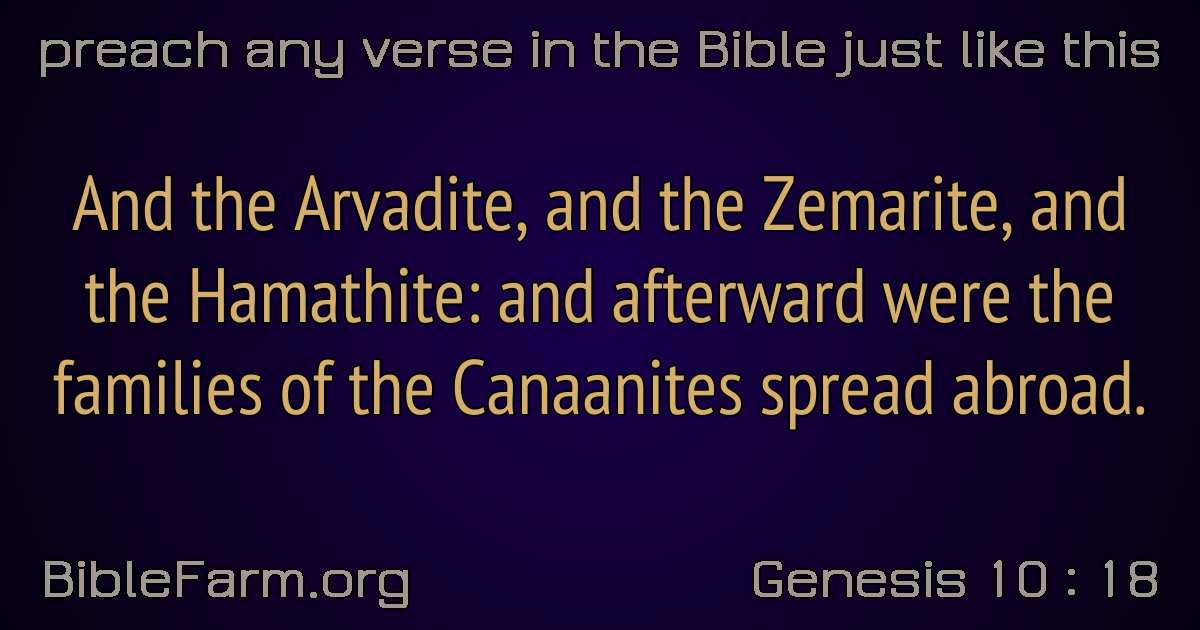 preach any verse in the Bible just like this
And the Arvadite, and the Zemarite, and
the Hamathite: and afterward were the
families of the Canaanites spread abroad.
BibleFarm.org
Genesis 10 : 18